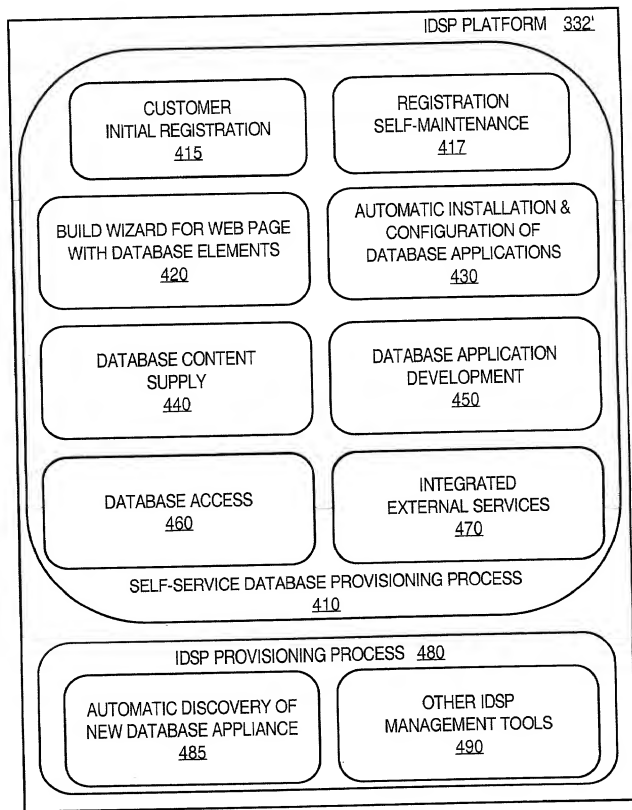 IDSP PLATFORM 332'
CUSTOMER
INITIAL REGISTRATION
415
REGISTRATION
SELF-MAINTENANCE
417
BUILD WIZARD FOR WEB PAGE
WITH DATABASE ELEMENTS
420
AUTOMATIC INSTALLATION &
CONFIGURATION OF
DATABASE APPLICATIONS
430
DATABASE CONTENT
SUPPLY
440
DATABASE APPLICATION
DEVELOPMENT
450
DATABASE ACCESS
460
INTEGRATED
EXTERNAL SERVICES
470
SELF-SERVICE DATABASE PROVISIONING PROCESS
410
IDSP PROVISIONING PROCESS 480
AUTOMATIC DISCOVERY OF
NEW DATABASE APPLIANCE
485
OTHER IDSP
MANAGEMENT TOOLS
490